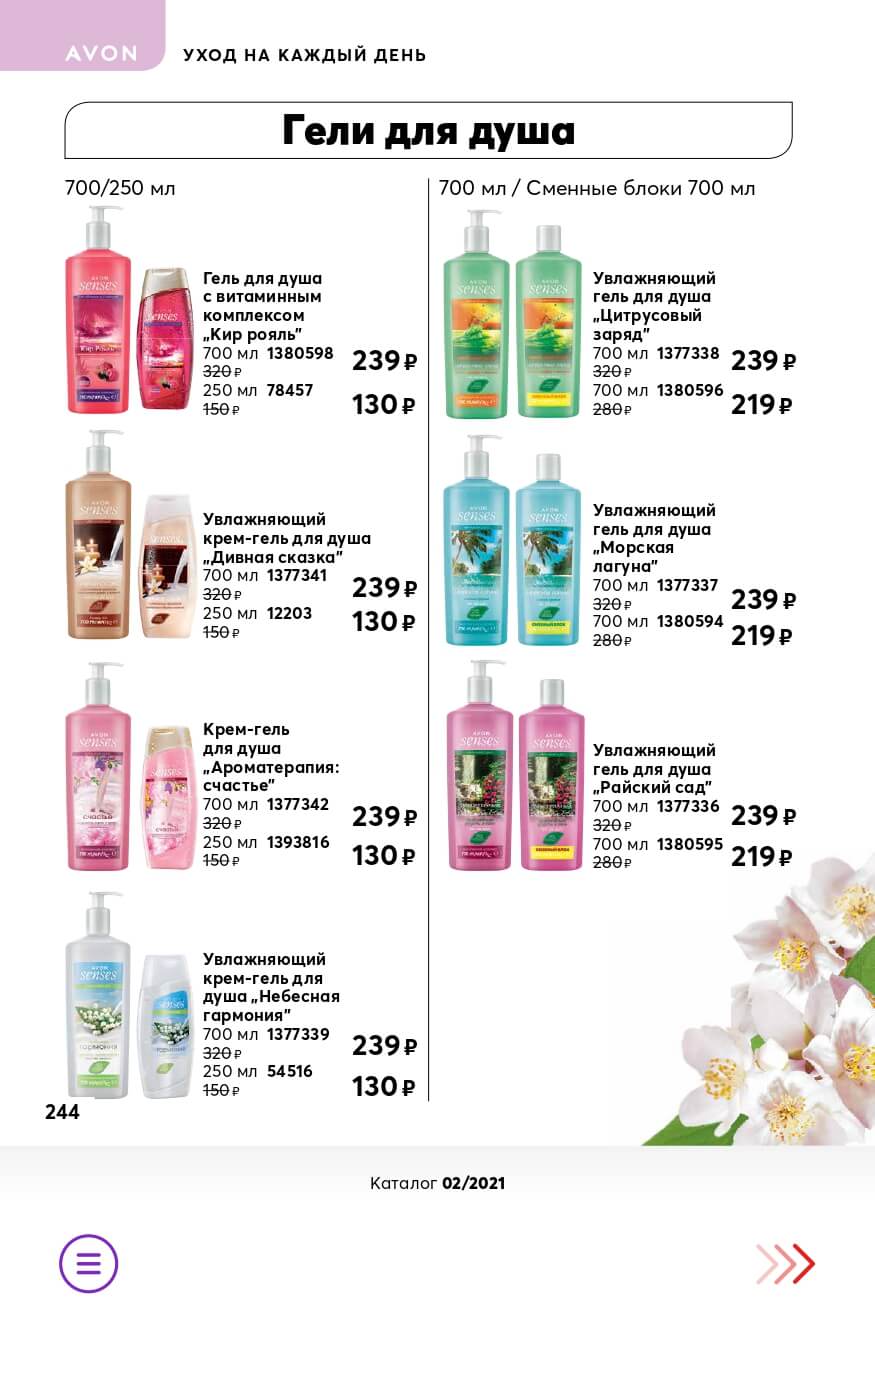 AVON
УХОД НА КАЖДЫЙ ДЕНЬ
Гели для душа
700/250 мл
Гель для душа
с витаминным
комплексом
„Кир рояль"
700 мл 1380598
320 ₽
239 ₽
250 мл 78457
150 ₽
130 ₽
Увлажняющий
крем-гель для душа
„Дивная сказка"
700 мл 1377341
320 ₽
239 ₽
250 мл 12203
150 ₽
130 ₽
Крем-гель
для душа
„Ароматерапия:
счастье"
700 мл 1377342
320 ₽
239 ₽
250 мл 1393816
150 ₽
130 ₽
Увлажняющий
крем-гель для
душа „Небесная
гармония"
700 мл 1377339
320 ₽
239 ₽
250 мл 54516
150 ₽
130 ₽
700 мл / Сменные блоки 700 мл
Увлажняющий
гель для душа
„Цитрусовый
заряд"
700 мл 1377338
320 ₽
239 ₽
700 мл 1380596
280 ₽
219 ₽
Увлажняющий
гель для душа
„Морская
лагуна"
700 мл 1377337
320 ₽
239 ₽
700 мл 1380594
280 ₽
219 ₽
Увлажняющий
гель для душа
„Райский сад"
700 мл 1377336
320 ₽
239 ₽
700 мл 1380595
280 ₽
219 ₽
244
Каталог 02/2021